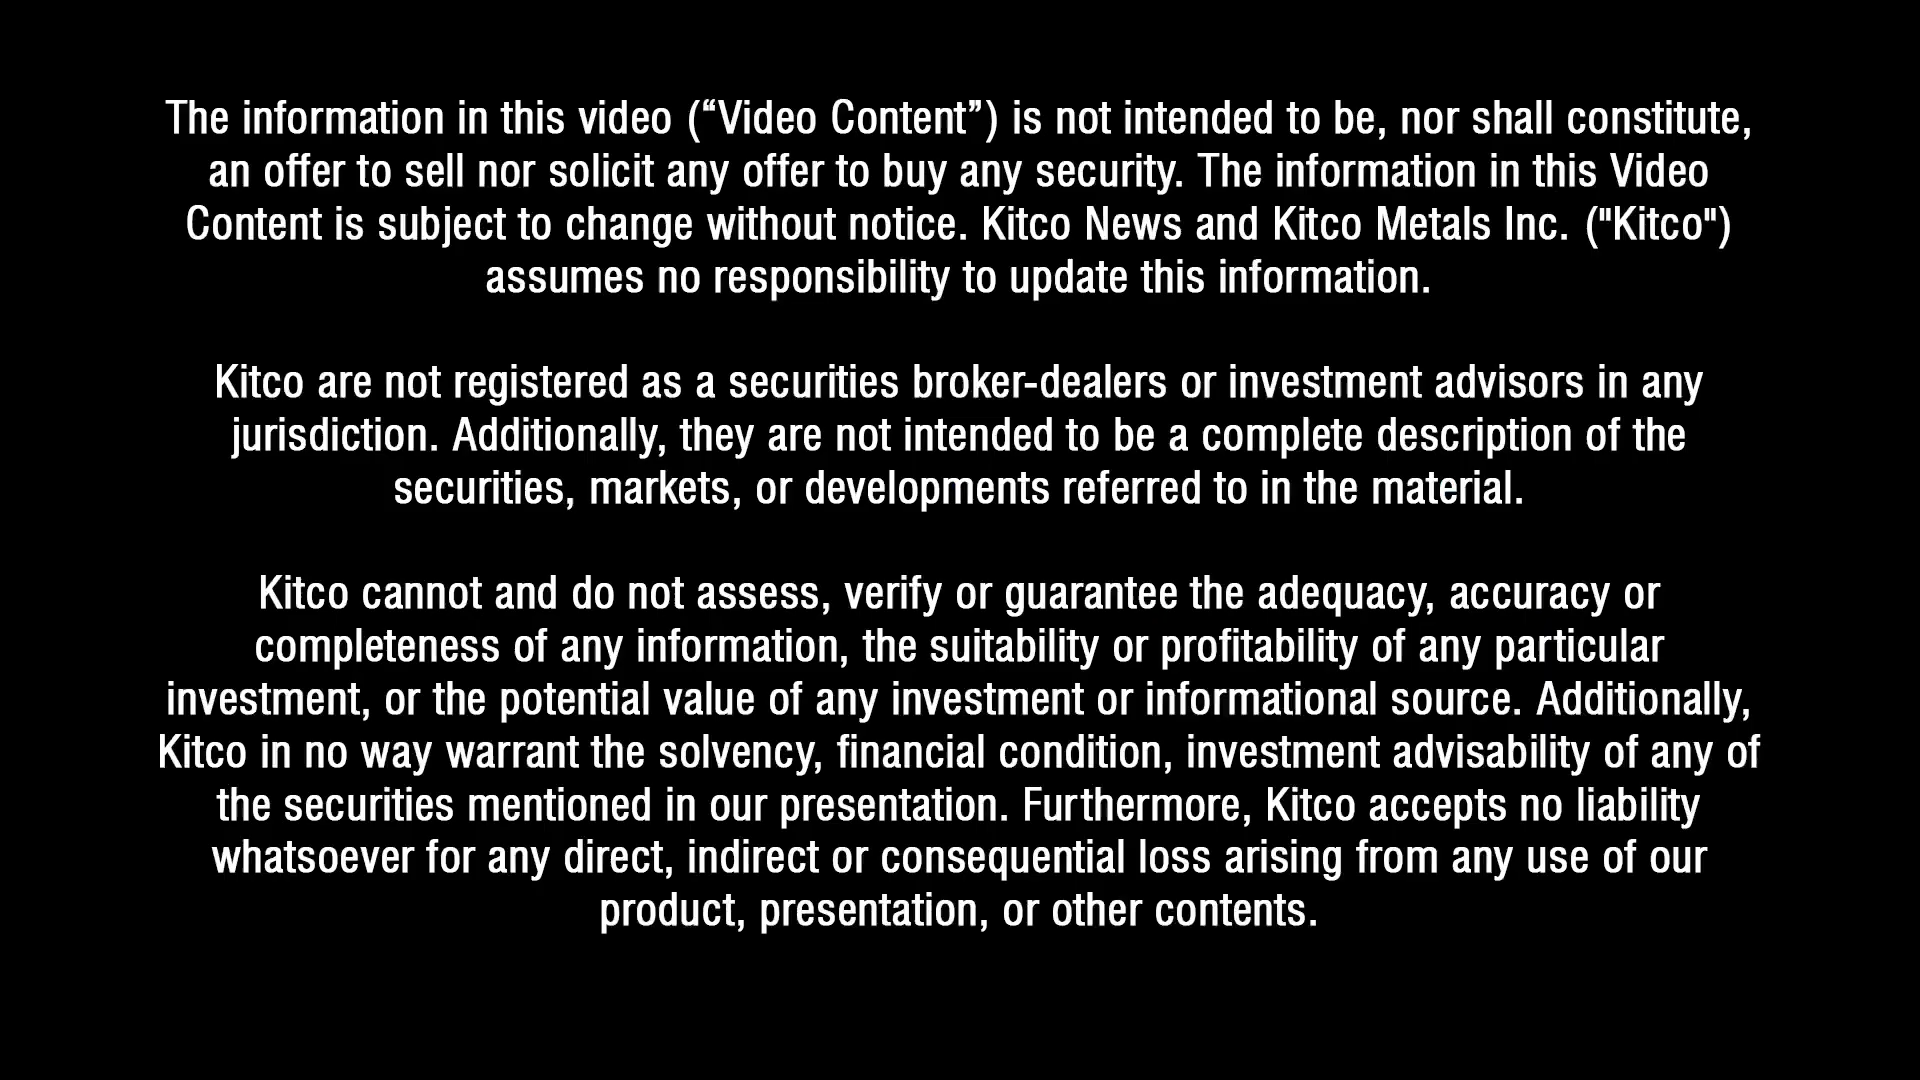 The information in this video (“Video Content”) is not intended to be, nor shall constitute,
an offer to sell nor solicit any offer to buy any security. The information in this Video
Content is subject to change without notice. Kitco News and Kitco Metals Inc. ("Kitco")
assumes no responsibility to update this information.
Kitco are not registered as a securities broker-dealers or investment advisors in any
jurisdiction. Additionally, they are not intended to be a complete description of the
securities, markets, or developments referred to in the material.
Kitco cannot and do not assess, verify or guarantee the adequacy, accuracy or
completeness of any information, the suitability or profitability of any particular
investment, or the potential value of any investment or informational source. Additionally,
Kitco in no way warrant the solvency, financial condition, investment advisability of any of
the securities mentioned in our presentation. Furthermore, Kitco accepts no liability
whatsoever for any direct, indirect or consequential loss arising from any use of our
product, presentation, or other contents.